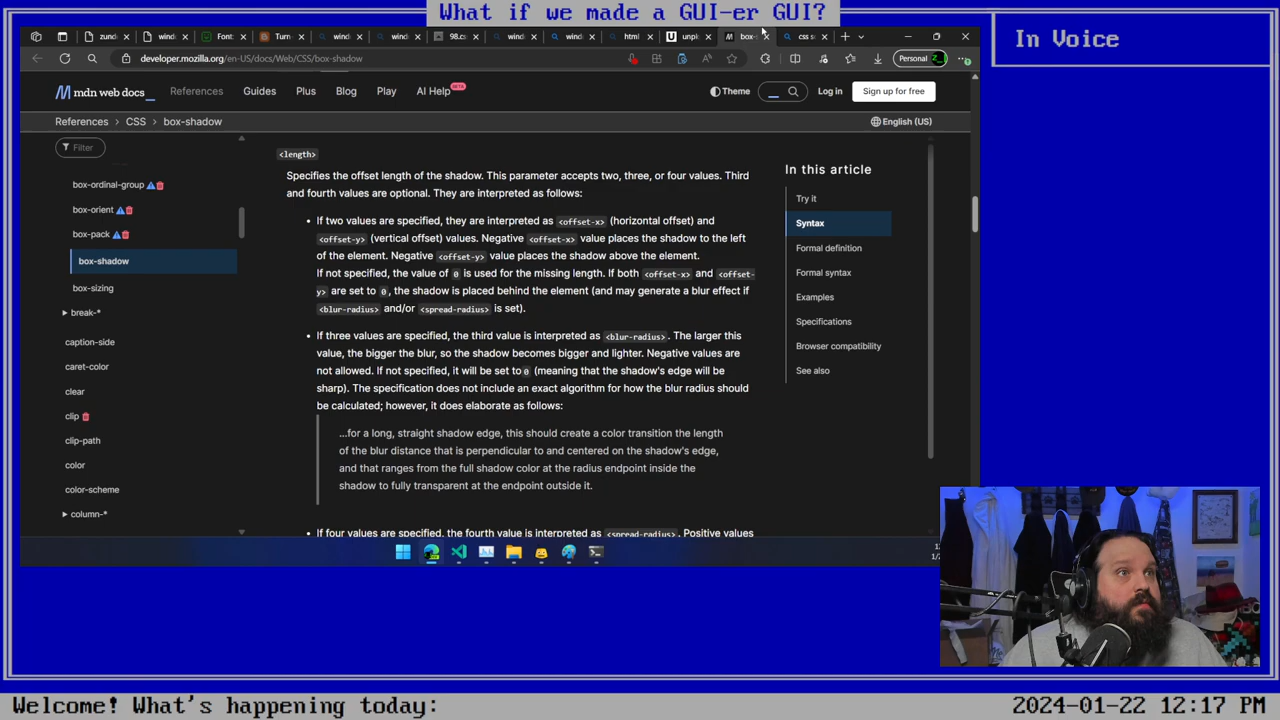 What if we made a GUI-er GUI?
In Voice
zund
wind
Font:
Turn
wind
wind
98.c
wind
wind
html
unpk
box-
css s
developer.mozilla.org/en-US/docs/Web/CSS/box-shadow
Personal
mdn web docs_
References
Guides
Plus
Blog
Play
AI Help BETA
Theme
Log in
Sign up for free
References
CSS
box-shadow
English (US)
Filter
box-ordinal-group
box-orient
box-pack
box-shadow
box-sizing
break-*
caption-side
caret-color
clear
clip
clip-path
color
color-scheme
column-*
<length>
Specifies the offset length of the shadow. This parameter accepts two, three, or four values. Third
and fourth values are optional. They are interpreted as follows:
• If two values are specified, they are interpreted as <offset-x> (horizontal offset) and
<offset-y> (vertical offset) values. Negative <offset-x> value places the shadow to the left
of the element. Negative <offset-y> value places the shadow above the element.
If not specified, the value of 0 is used for the missing length. If both <offset-x> and <offset-
y> are set to 0, the shadow is placed behind the element (and may generate a blur effect if
<blur-radius> and/or <spread-radius> is set).
• If three values are specified, the third value is interpreted as <blur-radius>. The larger this
value, the bigger the blur, so the shadow becomes bigger and lighter. Negative values are
not allowed. If not specified, it will be set to 0 (meaning that the shadow's edge will be
sharp). The specification does not include an exact algorithm for how the blur radius should
be calculated; however, it does elaborate as follows:
…for a long, straight shadow edge, this should create a color transition the length
of the blur distance that is perpendicular to and centered on the shadow's edge,
and that ranges from the full shadow color at the radius endpoint inside the
shadow to fully transparent at the endpoint outside it.
• If four values are specified, the fourth value is interpreted as <spread-radius>. Positive values
In this article
Try it
Syntax
Formal definition
Formal syntax
Examples
Specifications
Browser compatibility
See also
Welcome! What's happening today:
2024-01-22 12:17 PM